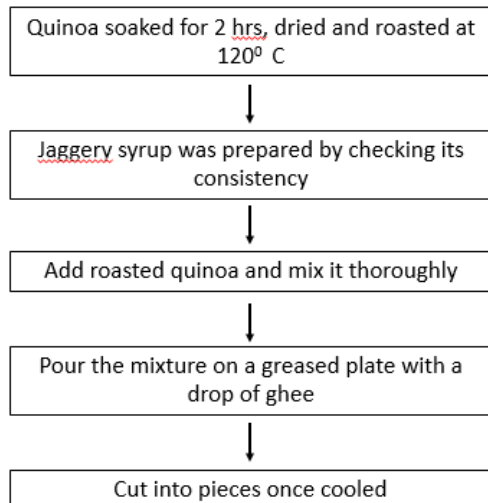 Quinoa soaked for 2 hrs, dried and roasted at
120⁰ C
Jaggery syrup was prepared by checking its
consistency
Add roasted quinoa and mix it thoroughly
Pour the mixture on a greased plate with a
drop of ghee
Cut into pieces once cooled